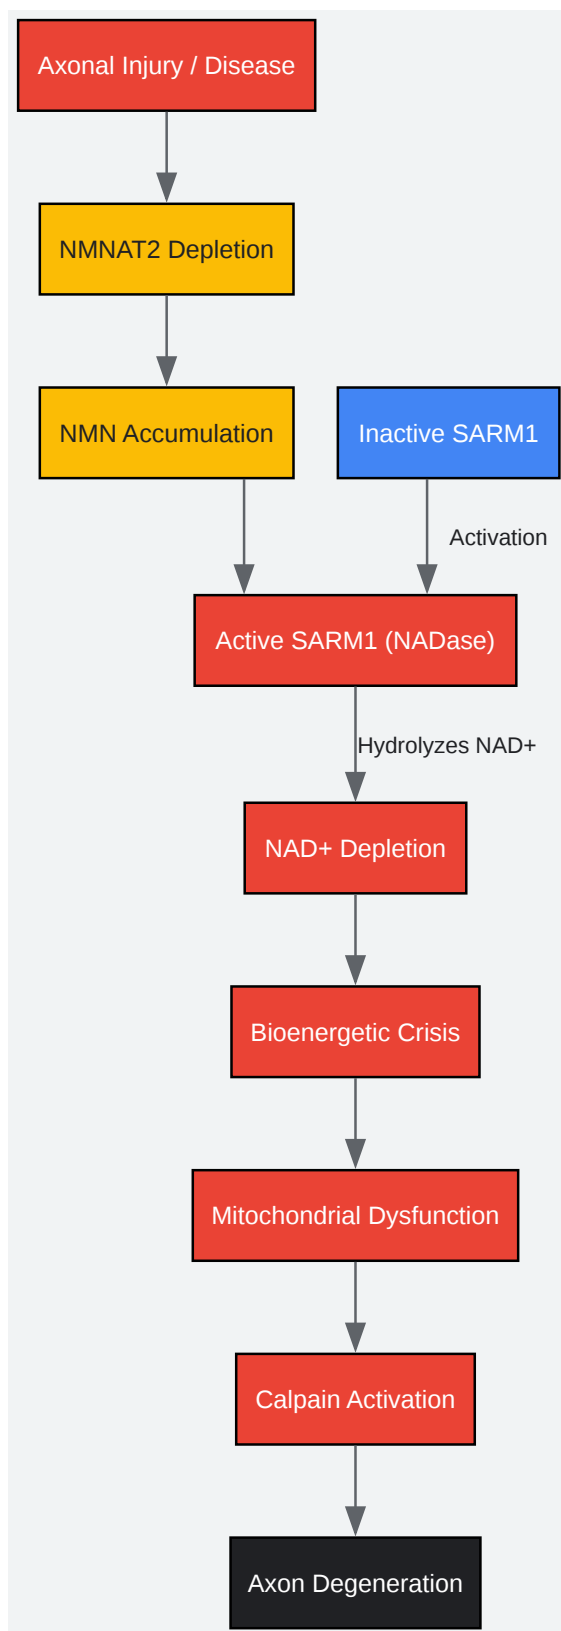 Axonal Injury / Disease
NMNAT2 Depletion
NMN Accumulation
Inactive SARM1
Activation
Active SARM1 (NADase)
Hydrolyzes NAD+
NAD+ Depletion
Bioenergetic Crisis
Mitochondrial Dysfunction
Calpain Activation
Axon Degeneration